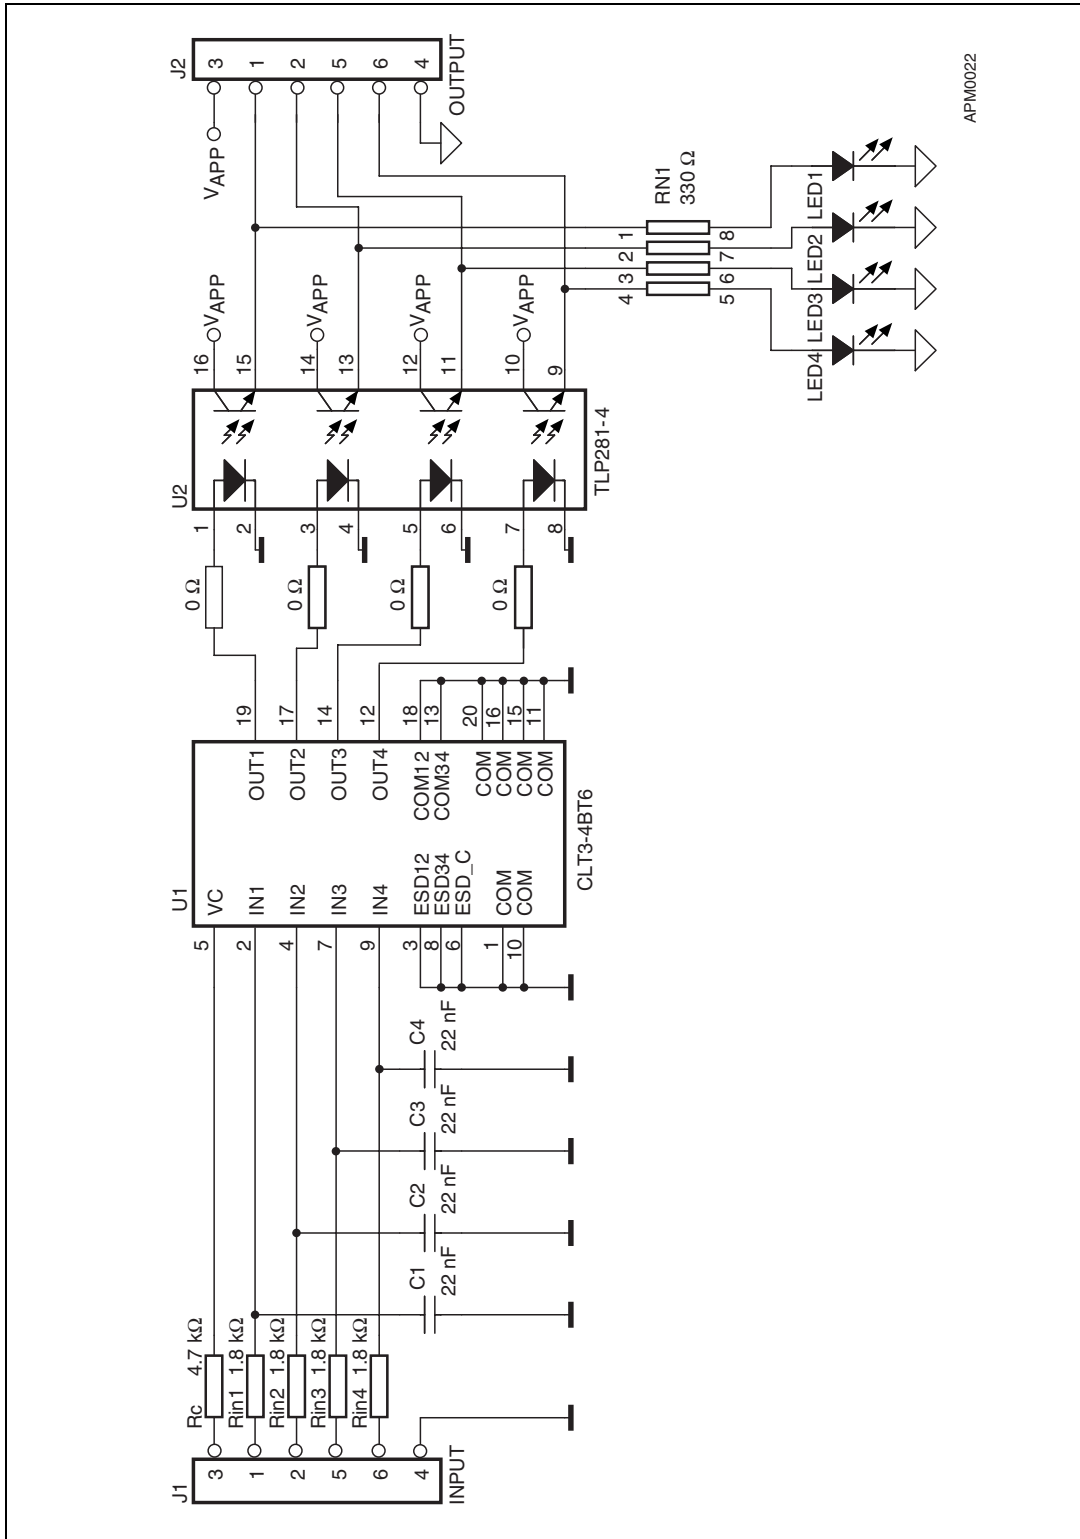 J1
3
1
2
5
6
4
INPUT
Rc 4.7 kΩ
Rin1 1.8 kΩ
Rin2 1.8 kΩ
Rin3 1.8 kΩ
Rin4 1.8 kΩ
C1
22 nF
C2
22 nF
C3
22 nF
C4
22 nF
U1
5 VC
2 IN1
4 IN2
7 IN3
9 IN4
3 ESD12
8 ESD34
6 ESD_C
1 COM
10 COM
OUT1 19
OUT2 17
OUT3 14
OUT4 12
COM12 18
COM34 13
COM 20
COM 16
COM 15
COM 11
CLT3-4BT6
0 Ω
0 Ω
0 Ω
0 Ω
U2
1
2
3
4
5
6
7
8
16
15
14
13
12
11
10
9
TLP281-4
VAPP
VAPP
VAPP
VAPP
VAPP
J2
3
1
2
5
6
4
OUTPUT
RN1
330 Ω
1
2
3
4
8
7
6
5
LED1
LED2
LED3
LED4
APM0022